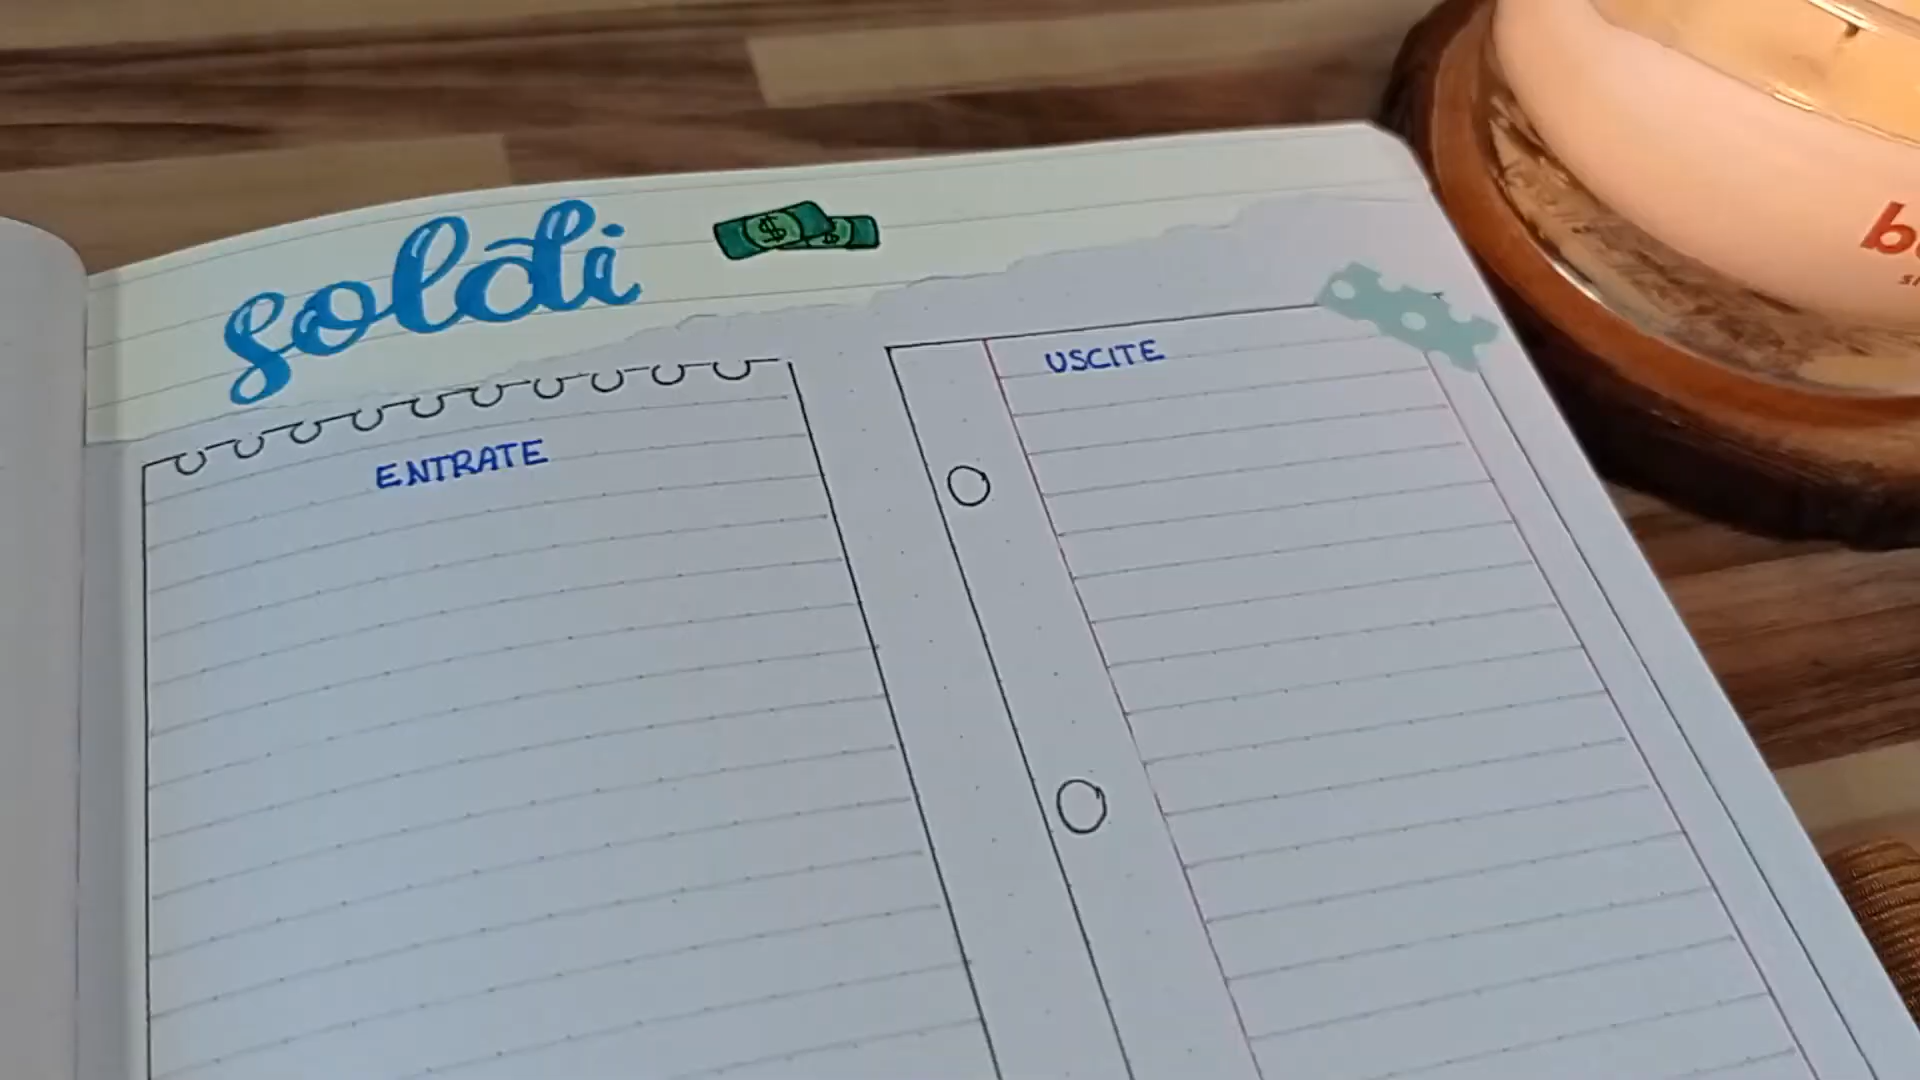 soldi
$ $
ENTRATE
USCITE